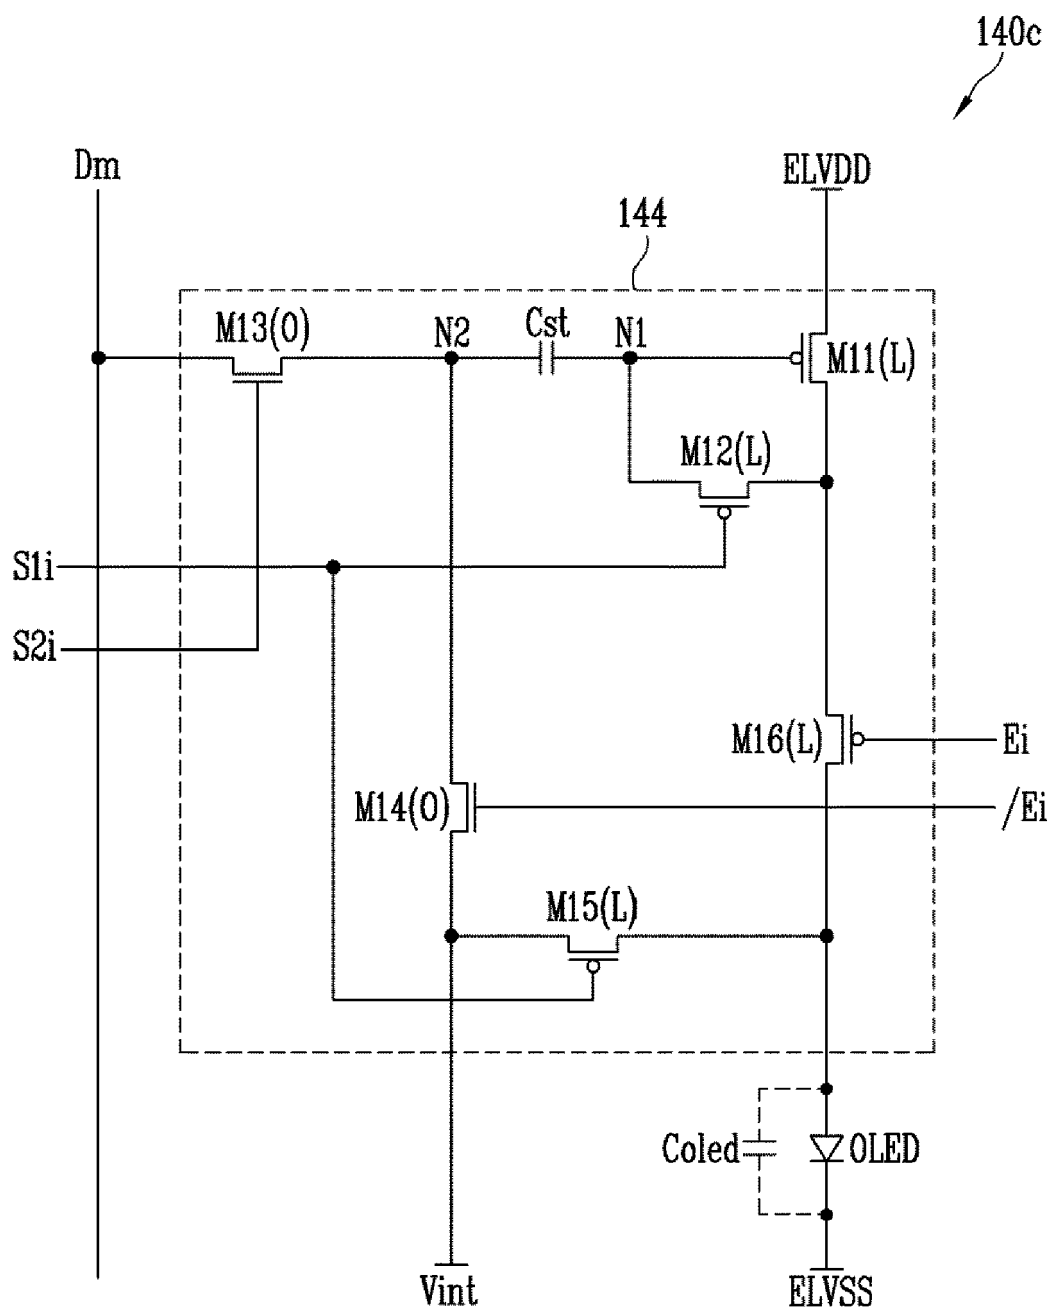 140c
Dm
ELVDD
144
M13(O)
N2
Cst
N1
M11(L)
M12(L)
S1i
S2i
M16(L)
Ei
M14(O)
/Ei
M15(L)
Coled
OLED
Vint
ELVSS